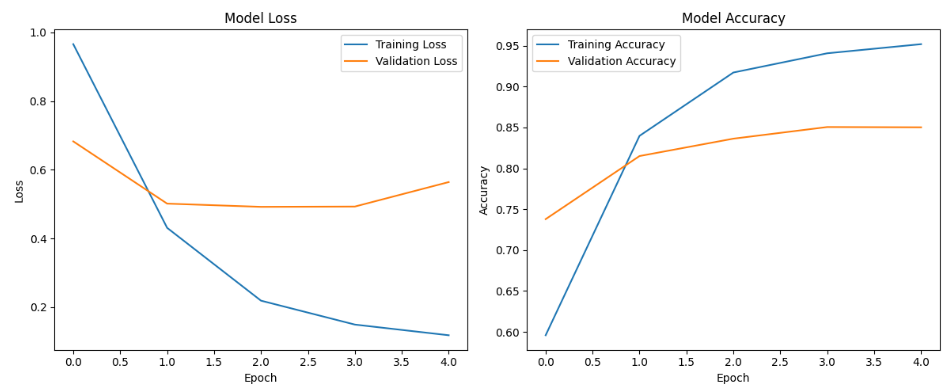 Model Loss
1.0
0.8
0.6
0.4
0.2
Loss
0.0 0.5 1.0 1.5 2.0 2.5 3.0 3.5 4.0
Epoch
Training Loss
Validation Loss
Model Accuracy
0.95
0.90
0.85
0.80
0.75
0.70
0.65
0.60
Accuracy
0.0 0.5 1.0 1.5 2.0 2.5 3.0 3.5 4.0
Epoch
Training Accuracy
Validation Accuracy